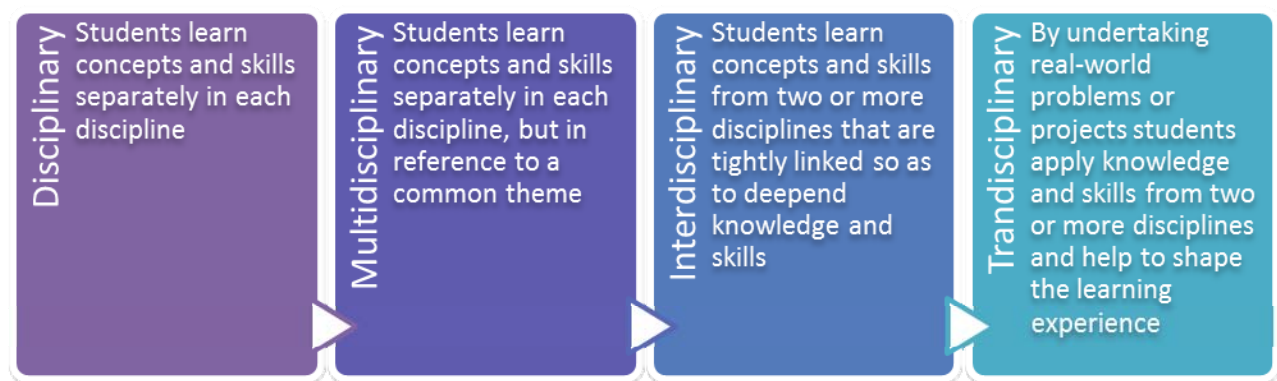 Disciplinary
Students learn
concepts and skills
separately in each
discipline
Multidisciplinary
Students learn
concepts and skills
separately in each
discipline, but in
reference to a
common theme
Interdisciplinary
Students learn
concepts and skills
from two or more
disciplines that are
tightly linked so as
to deepend
knowledge and
skills
Trandisciplinary
By undertaking
real-world
problems or
projects students
apply knowledge
and skills from two
or more disciplines
and help to shape
the learning
experience